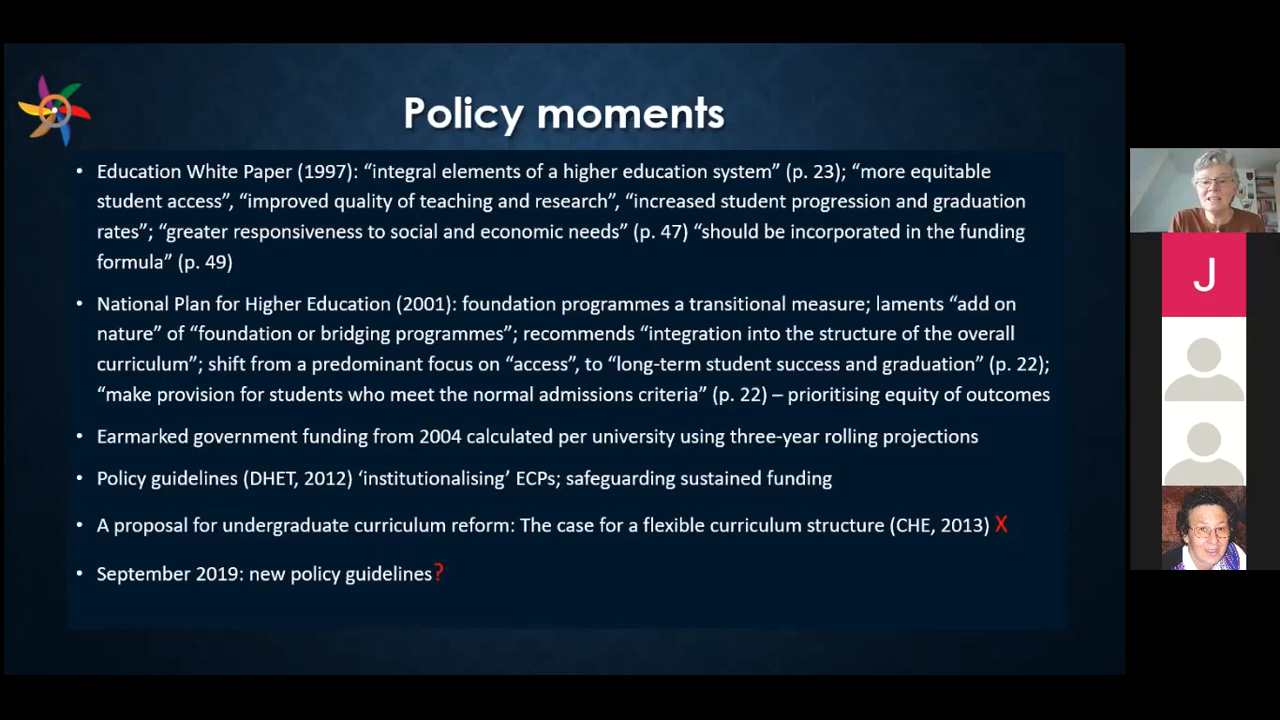 Policy moments
• Education White Paper (1997): “integral elements of a higher education system” (p. 23); “more equitable
student access”, “improved quality of teaching and research”, “increased student progression and graduation
rates”; “greater responsiveness to social and economic needs” (p. 47) “should be incorporated in the funding
formula” (p. 49)
• National Plan for Higher Education (2001): foundation programmes a transitional measure; laments “add on
nature” of “foundation or bridging programmes”; recommends “integration into the structure of the overall
curriculum”; shift from a predominant focus on “access”, to “long-term student success and graduation” (p. 22);
“make provision for students who meet the normal admissions criteria” (p. 22) – prioritising equity of outcomes
• Earmarked government funding from 2004 calculated per university using three-year rolling projections
• Policy guidelines (DHET, 2012) ‘institutionalising’ ECPs; safeguarding sustained funding
• A proposal for undergraduate curriculum reform: The case for a flexible curriculum structure (CHE, 2013) X
• September 2019: new policy guidelines?
J